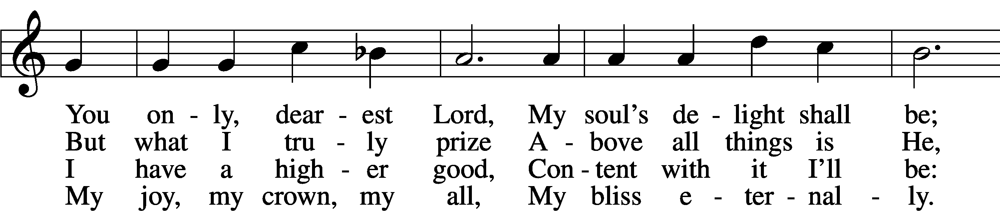 You on - ly, dear - est Lord, My soul’s de - light shall be;
But what I tru - ly prize A - bove all things is He,
I have a high - er good, Con - tent with it I’ll be:
My joy, my crown, my all, My bliss e - ter - nal - ly.